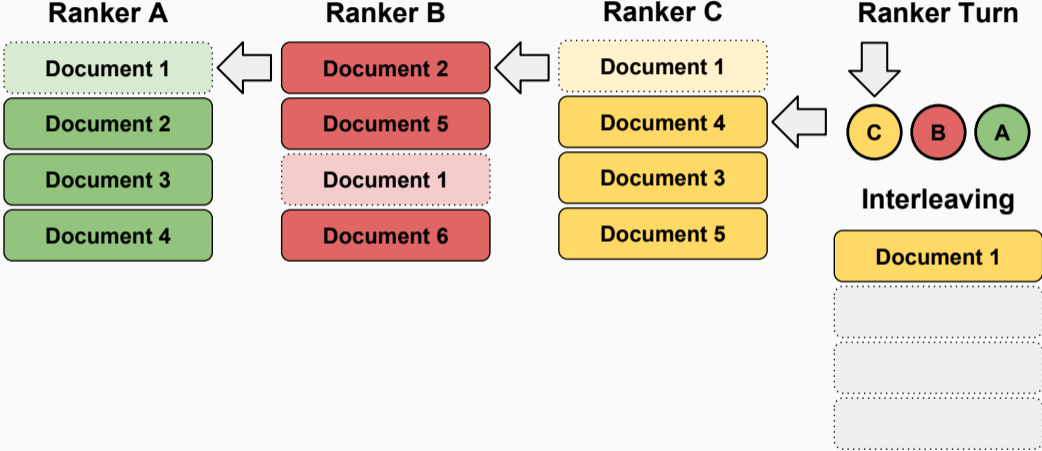 Ranker A
Ranker B
Ranker C
Ranker Turn
Document 1
Document 2
Document 3
Document 4
Document 2
Document 5
Document 1
Document 6
Document 1
Document 4
Document 3
Document 5
C B A
Interleaving
Document 1